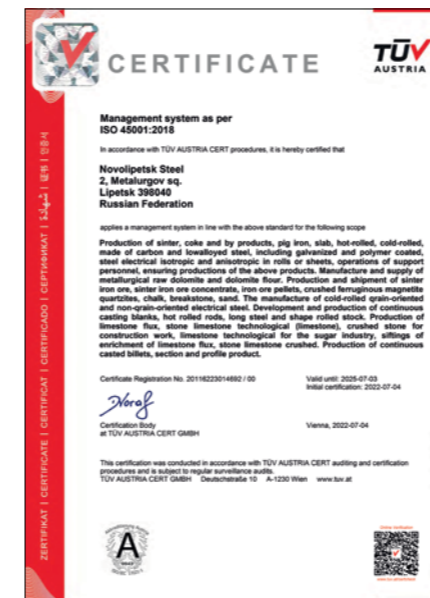 CERTIFICATE
TÜV
AUSTRIA
Management system as per
ISO 45001:2018
In accordance with TÜV AUSTRIA CERT procedures, it is hereby certified that
Novolipetsk Steel
2, Metalurgov sq.
Lipetsk 398040
Russian Federation
applies a management system in line with the above standard for the following scope
Production of sinter, coke and by products, pig iron, slab, hot-rolled, cold-rolled,
made of carbon and lowalloyed steel, including galvanized and polymer coated,
steel electrical isotropic and anisotropic in rolls or sheets, operations of support
personnel, ensuring productions of the above products. Manufacture and supply of
metallurgical raw dolomite and dolomite flour. Production and shipment of sinter
iron ore, sinter iron ore concentrate, iron ore pellets, crushed ferruginous magnetite
quartzites, chalk, breakstone, sand. The manufacture of cold-rolled grain-oriented
and non-grain-oriented electrical steel. Development and production of continuous
casting blanks, hot rolled rods, long steel and shape rolled stock. Production of
limestone flux, stone limestone technological (limestone), crushed stone for
construction work, limestone technological for the sugar industry, siftings of
enrichment of limestone flux, stone limestone crushed. Production of continuous
casted billets, section and profile product.
Certificate Registration No. 20116223014692 / 00
Valid until: 2025-07-03
Initial certification: 2022-07-04
Certification Body
at TÜV AUSTRIA CERT GMBH
Vienna, 2022-07-04
This certification was conducted in accordance with TÜV AUSTRIA CERT auditing and certification
procedures and is subject to regular surveillance audits.
TÜV AUSTRIA CERT GMBH Deutschstraße 10 A-1230 Wien www.tuv.at
ZERTIFIKAT | CERTIFICATE | CERTIFICAT | CERTIFICADO | СЕРТИФИКАТ | شهادة | 证书 | 인증서
A
Online Verification